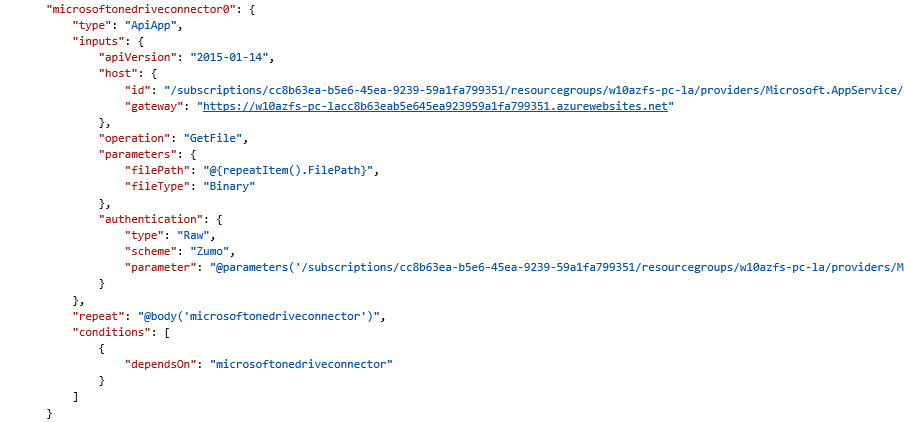 "microsoftonedriveconnector0": {
"type": "ApiApp",
"inputs": {
"apiVersion": "2015-01-14",
"host": {
"id": "/subscriptions/cc8b63ea-b5e6-45ea-9239-59a1fa799351/resourcegroups/w10azfs-pc-la/providers/Microsoft.AppService/
"gateway": "https://w10azfs-pc-lacc8b63eab5e645ea923959a1fa799351.azurewebsites.net"
},
"operation": "GetFile",
"parameters": {
"filePath": "@{repeatItem().FilePath}",
"fileType": "Binary"
},
"authentication": {
"type": "Raw",
"scheme": "Zumo",
"parameter": "@parameters('/subscriptions/cc8b63ea-b5e6-45ea-9239-59a1fa799351/resourcegroups/w10azfs-pc-la/providers/M
}
},
"repeat": "@body('microsoftonedriveconnector')",
"conditions": [
{
"dependsOn": "microsoftonedriveconnector"
}
]
}